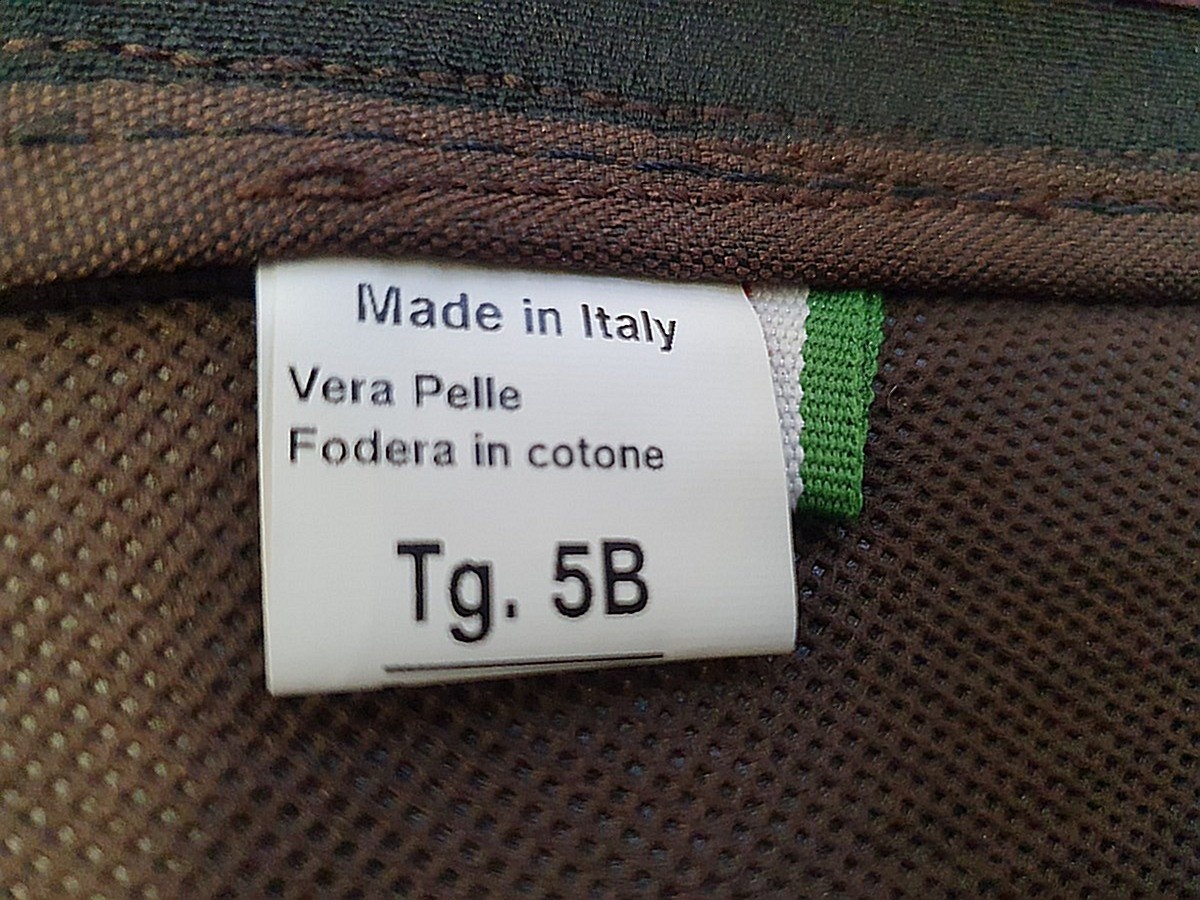 Made in Italy
Vera Pelle
Fodera in cotone
Tg. 5B